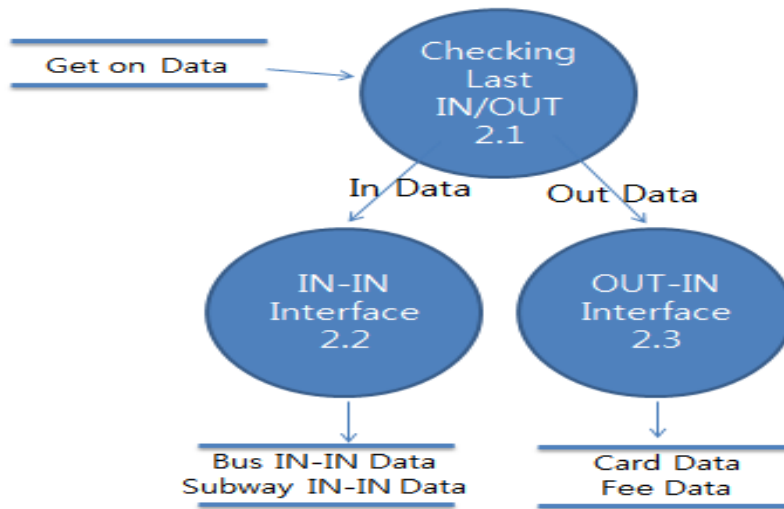 Get on Data
Checking
Last
IN/OUT
2.1
In Data
Out Data
IN-IN
Interface
2.2
OUT-IN
Interface
2.3
Bus IN-IN Data
Subway IN-IN Data
Card Data
Fee Data